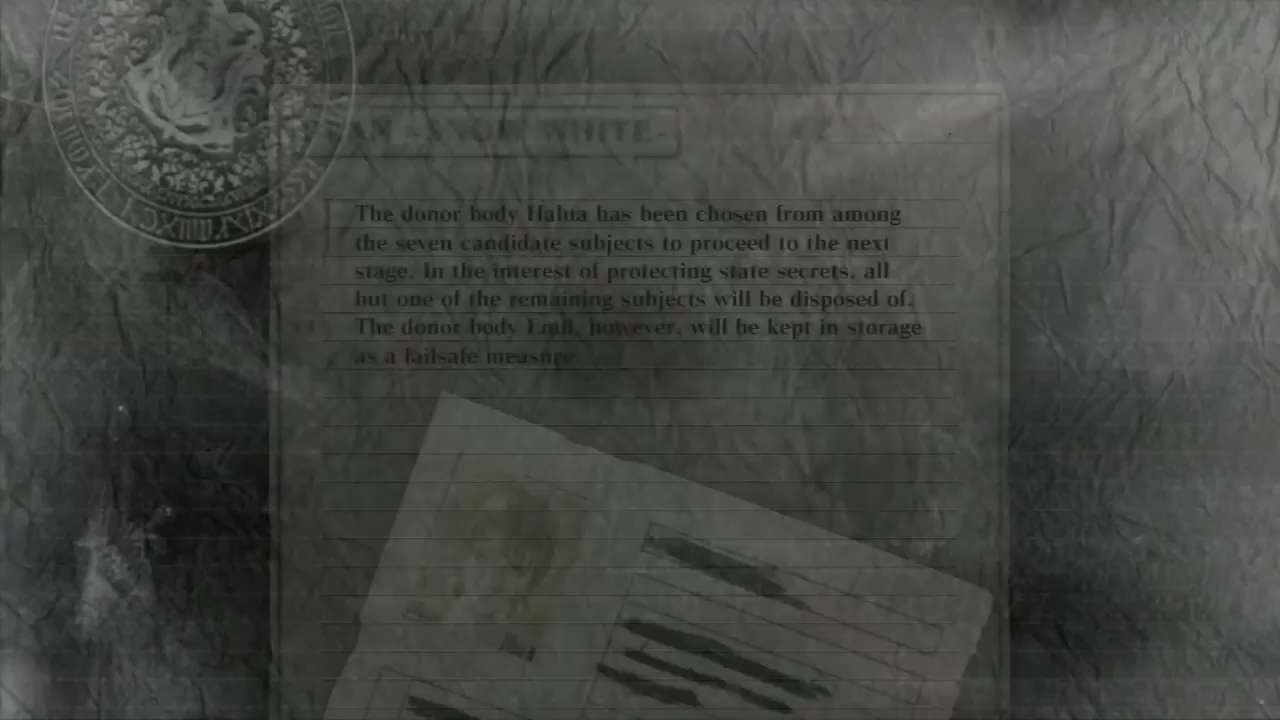 WHITE-
The donor body Halua has been chosen from among
the seven candidate subjects to proceed to the next
stage. In the interest of protecting state secrets, all
but one of the remaining subjects will be disposed of.
The donor body Emil, however, will be kept in storage
as a failsafe measure.